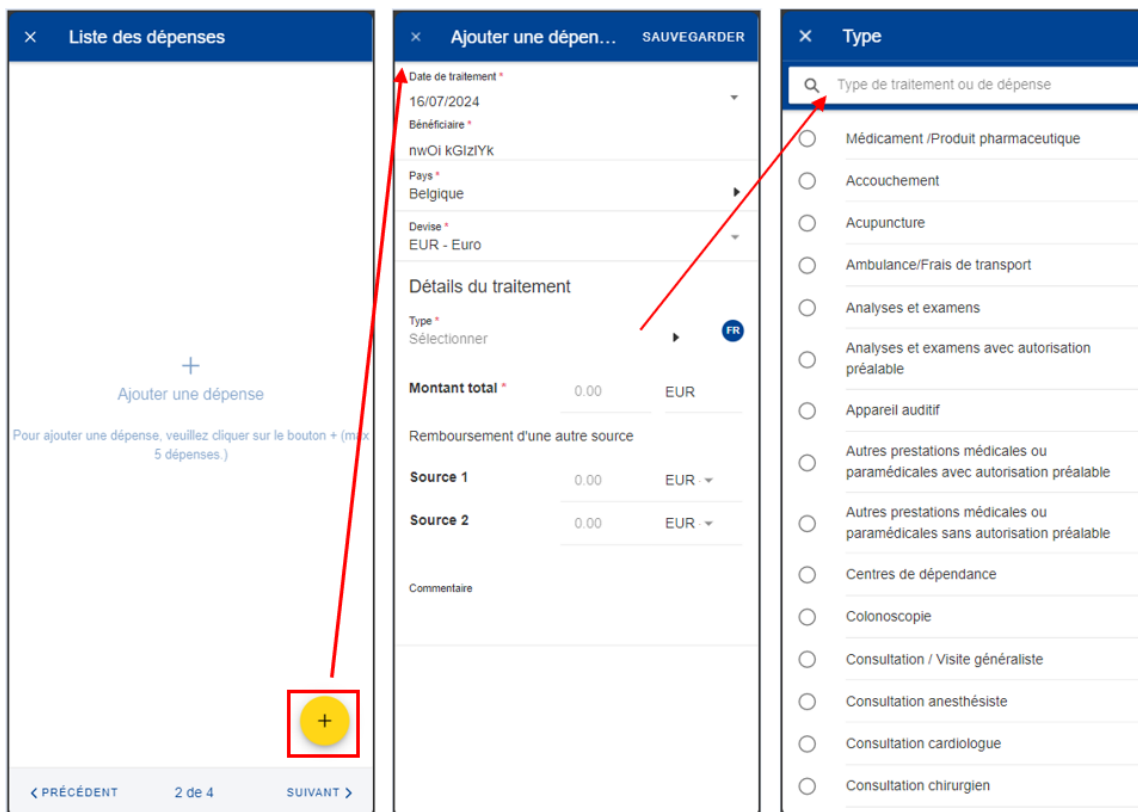 × Liste des dépenses
+
Ajouter une dépense
Pour ajouter une dépense, veuillez cliquer sur le bouton + (max
5 dépenses.)
+
PRÉCÉDENT 2 de 4 SUIVANT
× Ajouter une dépen... SAUVEGARDER
Date de traitement *
16/07/2024
Bénéficiaire *
nwOi kGIzIYk
Pays *
Belgique
Devise *
EUR - Euro
Détails du traitement
Type *
Sélectionner FR
Montant total * 0.00 EUR
Remboursement d'une autre source
Source 1 0.00 EUR -
Source 2 0.00 EUR -
Commentaire
× Type
Type de traitement ou de dépense
Médicament /Produit pharmaceutique
Accouchement
Acupuncture
Ambulance/Frais de transport
Analyses et examens
Analyses et examens avec autorisation
préalable
Appareil auditif
Autres prestations médicales ou
paramédicales avec autorisation préalable
Autres prestations médicales ou
paramédicales sans autorisation préalable
Centres de dépendance
Colonoscopie
Consultation / Visite généraliste
Consultation anesthésiste
Consultation cardiologue
Consultation chirurgien